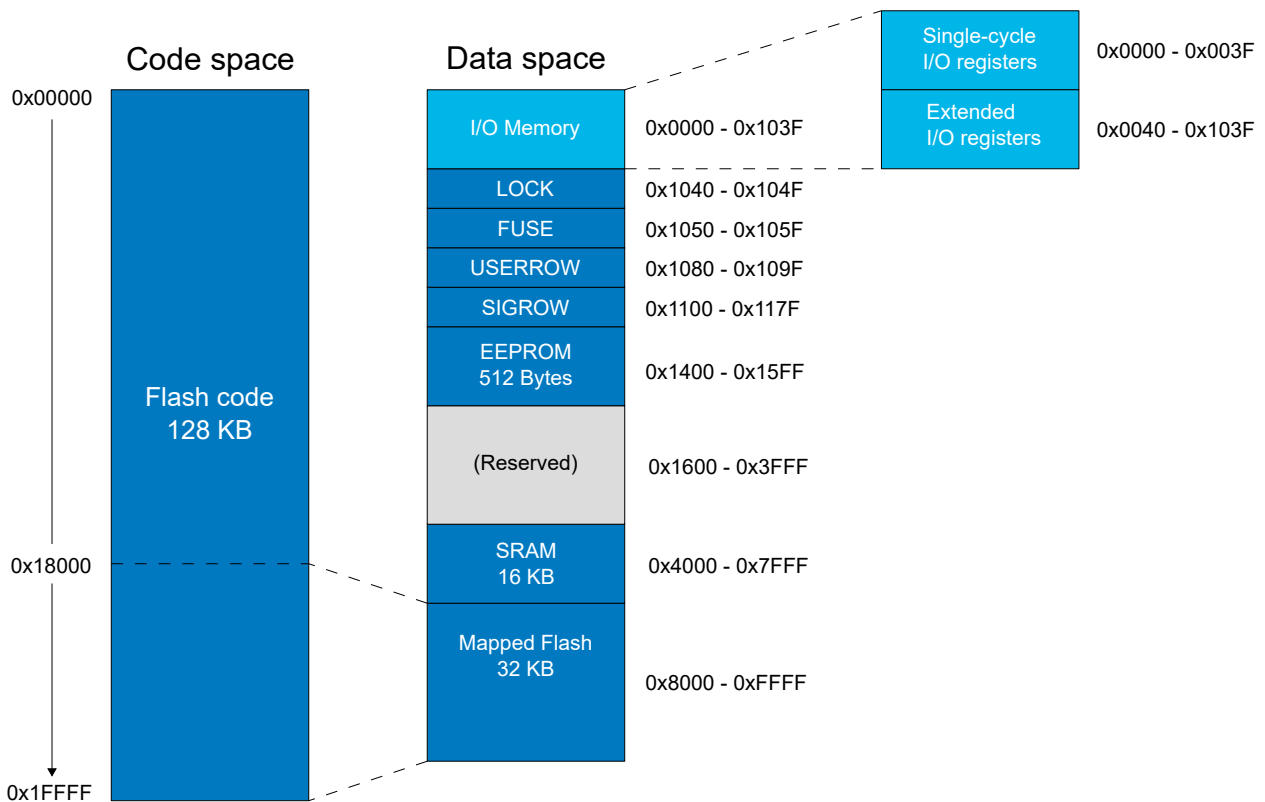 Code space
0x00000
Flash code
128 KB
0x18000
0x1FFFF
Data space
I/O Memory
0x0000 - 0x103F
LOCK
0x1040 - 0x104F
FUSE
0x1050 - 0x105F
USERROW
0x1080 - 0x109F
SIGROW
0x1100 - 0x117F
EEPROM
512 Bytes
0x1400 - 0x15FF
(Reserved)
0x1600 - 0x3FFF
SRAM
16 KB
0x4000 - 0x7FFF
Mapped Flash
32 KB
0x8000 - 0xFFFF
Single-cycle
I/O registers
0x0000 - 0x003F
Extended
I/O registers
0x0040 - 0x103F